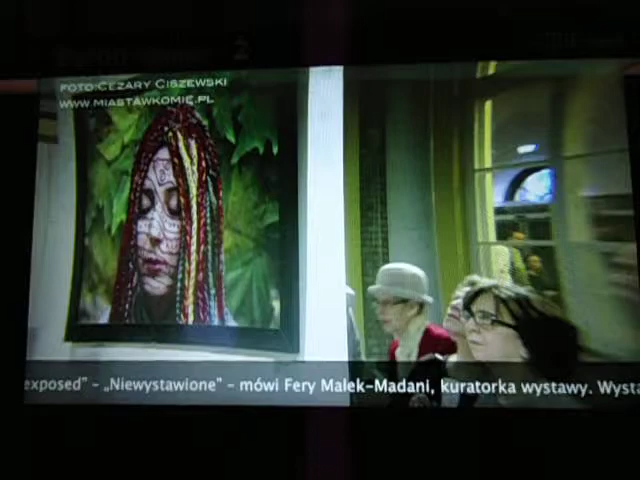 FOTO:CEZARY CISZEWSKI
WWW.MIASTAWKOMIE.PL
exposed" - „Niewystawione" - mówi Fery Malek-Madani, kuratorka wystawy. Wysta